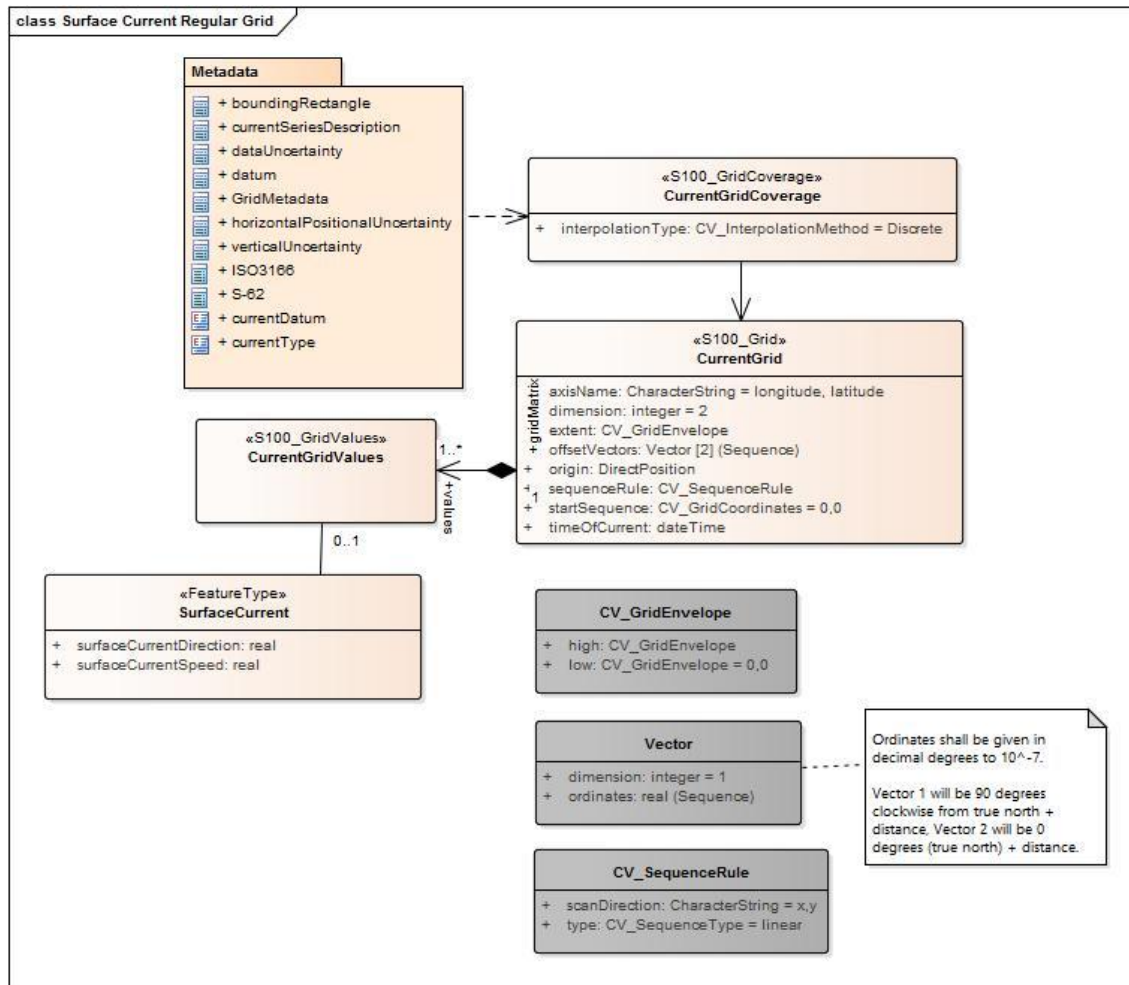 class Surface Current Regular Grid
Metadata
+ boundingRectangle
+ currentSeriesDescription
+ dataUncertainty
+ datum
+ GridMetadata
+ horizontalPositionalUncertainty
+ verticalUncertainty
+ ISO3166
+ S-62
+ currentDatum
+ currentType
«S100_GridCoverage»
CurrentGridCoverage
+ interpolationType: CV_InterpolationMethod = Discrete
«S100_Grid»
CurrentGrid
axisName: CharacterString = longitude, latitude
dimension: integer = 2
extent: CV_GridEnvelope
offsetVectors: Vector [2] (Sequence)
+ origin: DirectPosition
+ sequenceRule: CV_SequenceRule
+ startSequence: CV_GridCoordinates = 0,0
+ timeOfCurrent: dateTime
+gridMatrix
1
«S100_GridValues»
CurrentGridValues
1..*
+values
0..1
«FeatureType»
SurfaceCurrent
+ surfaceCurrentDirection: real
+ surfaceCurrentSpeed: real
CV_GridEnvelope
+ high: CV_GridEnvelope
+ low: CV_GridEnvelope = 0,0
Vector
+ dimension: integer = 1
+ ordinates: real (Sequence)
Ordinates shall be given in
decimal degrees to 10^-7.
Vector 1 will be 90 degrees
clockwise from true north +
distance, Vector 2 will be 0
degrees (true north) + distance.
CV_SequenceRule
+ scanDirection: CharacterString = x,y
+ type: CV_SequenceType = linear